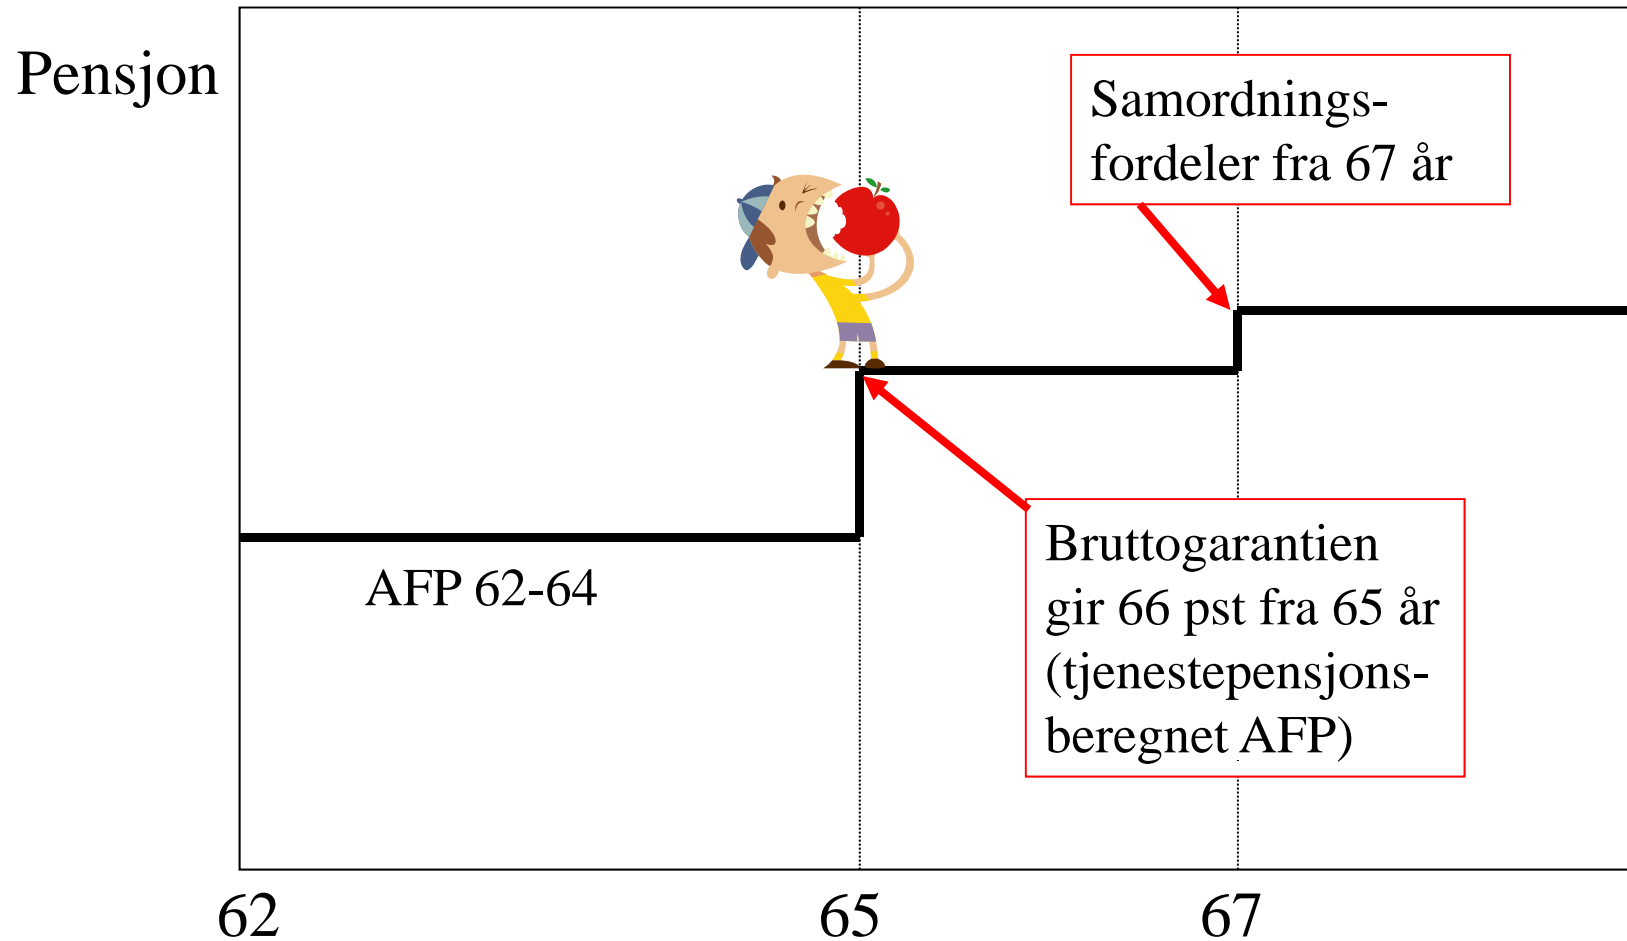 Pensjon
Samordnings-
fordeler fra 67 år
AFP 62-64
Bruttogarantien
gir 66 pst fra 65 år
(tjenestepensjons-
beregnet AFP)
62
65
67